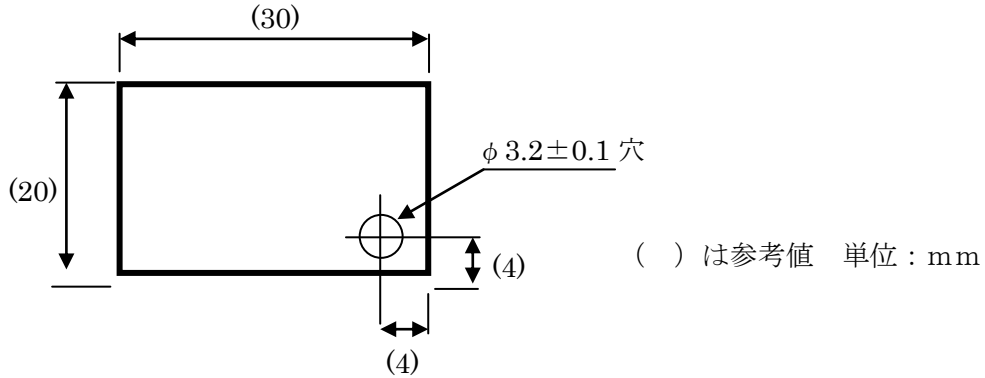 (30)
φ3.2±0.1 穴
(20)
(4)
(　)は参考値　単位：ｍｍ
(4)